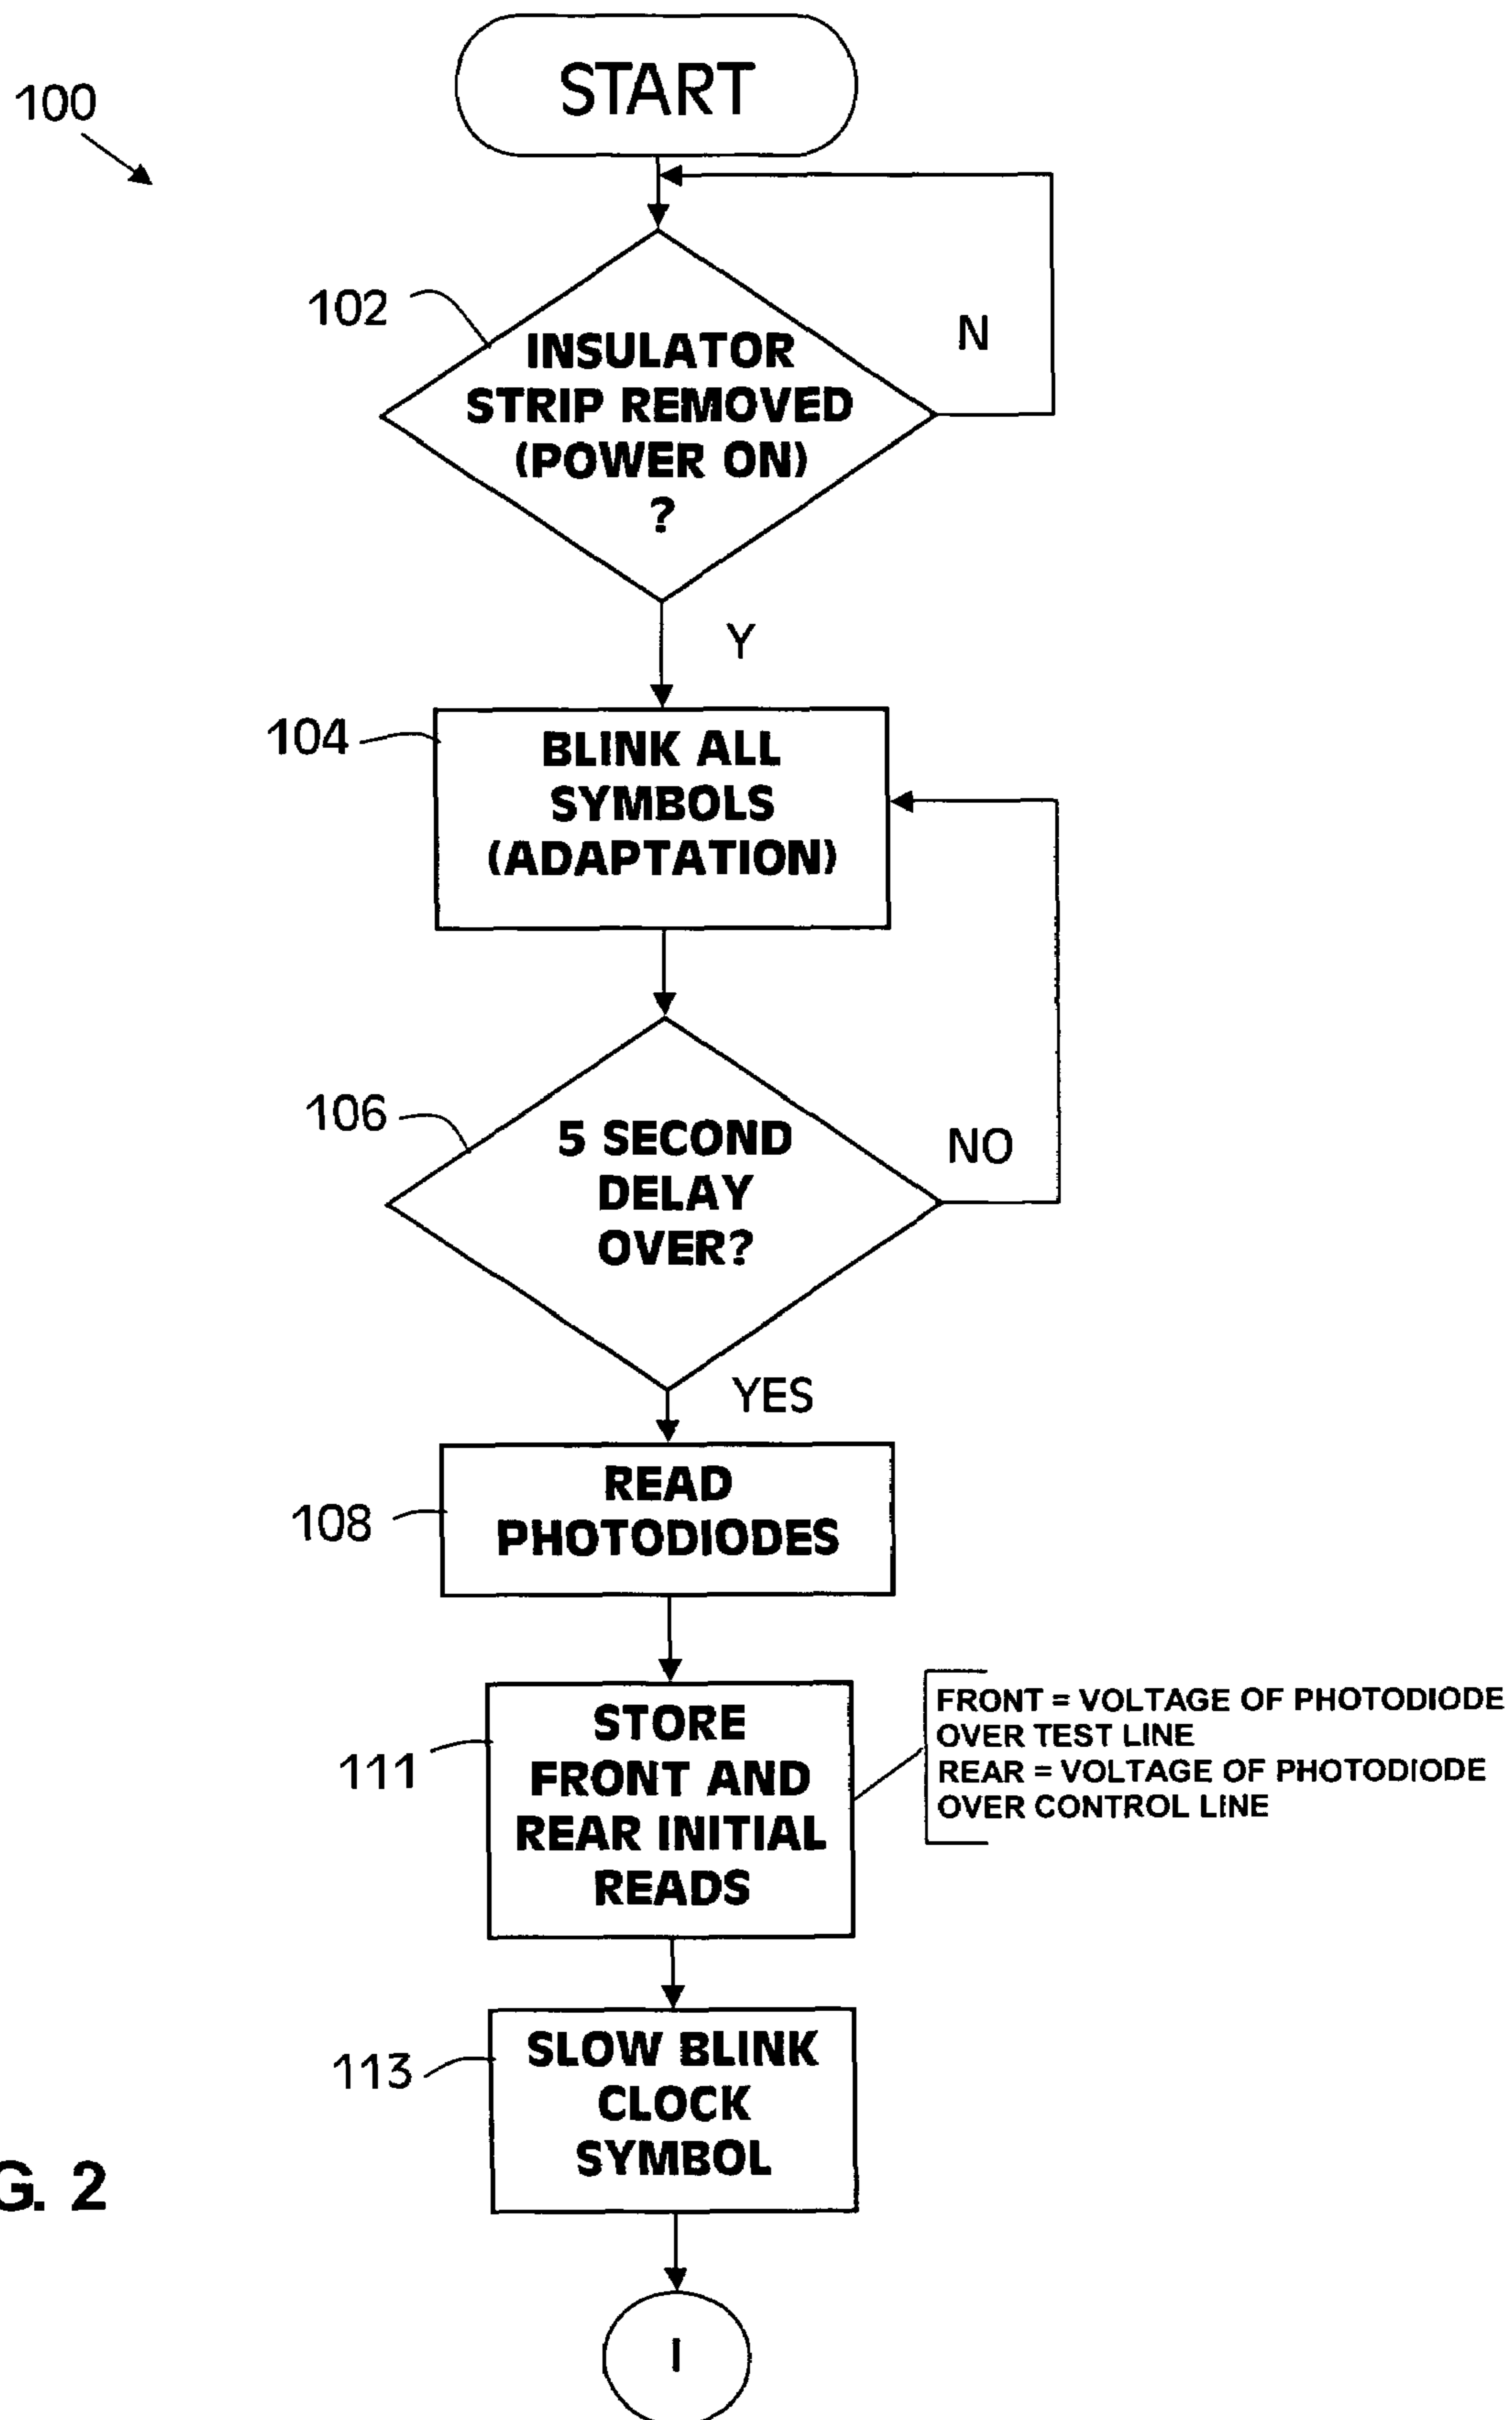 START
100
102
INSULATOR
STRIP REMOVED
(POWER ON)
?
N
Y
104
BLINK ALL
SYMBOLS
(ADAPTATION)
106
5 SECOND
DELAY
OVER?
NO
YES
108
READ
PHOTODIODES
111
STORE
FRONT AND
REAR INITIAL
READS
FRONT = VOLTAGE OF PHOTODIODE
OVER TEST LINE
REAR = VOLTAGE OF PHOTODIODE
OVER CONTROL LINE
113
SLOW BLINK
CLOCK
SYMBOL
G. 2
I